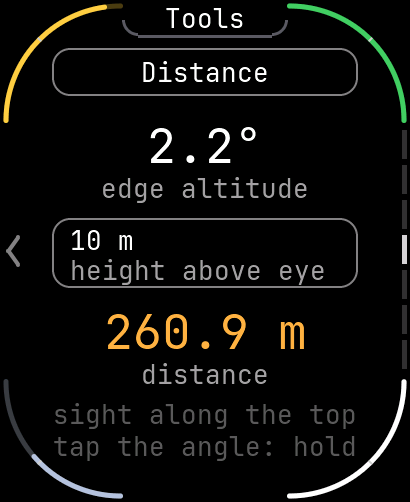 Tools
Distance
2.2°
edge altitude
10 m
height above eye
260.9 m
distance
sight along the top
tap the angle: hold